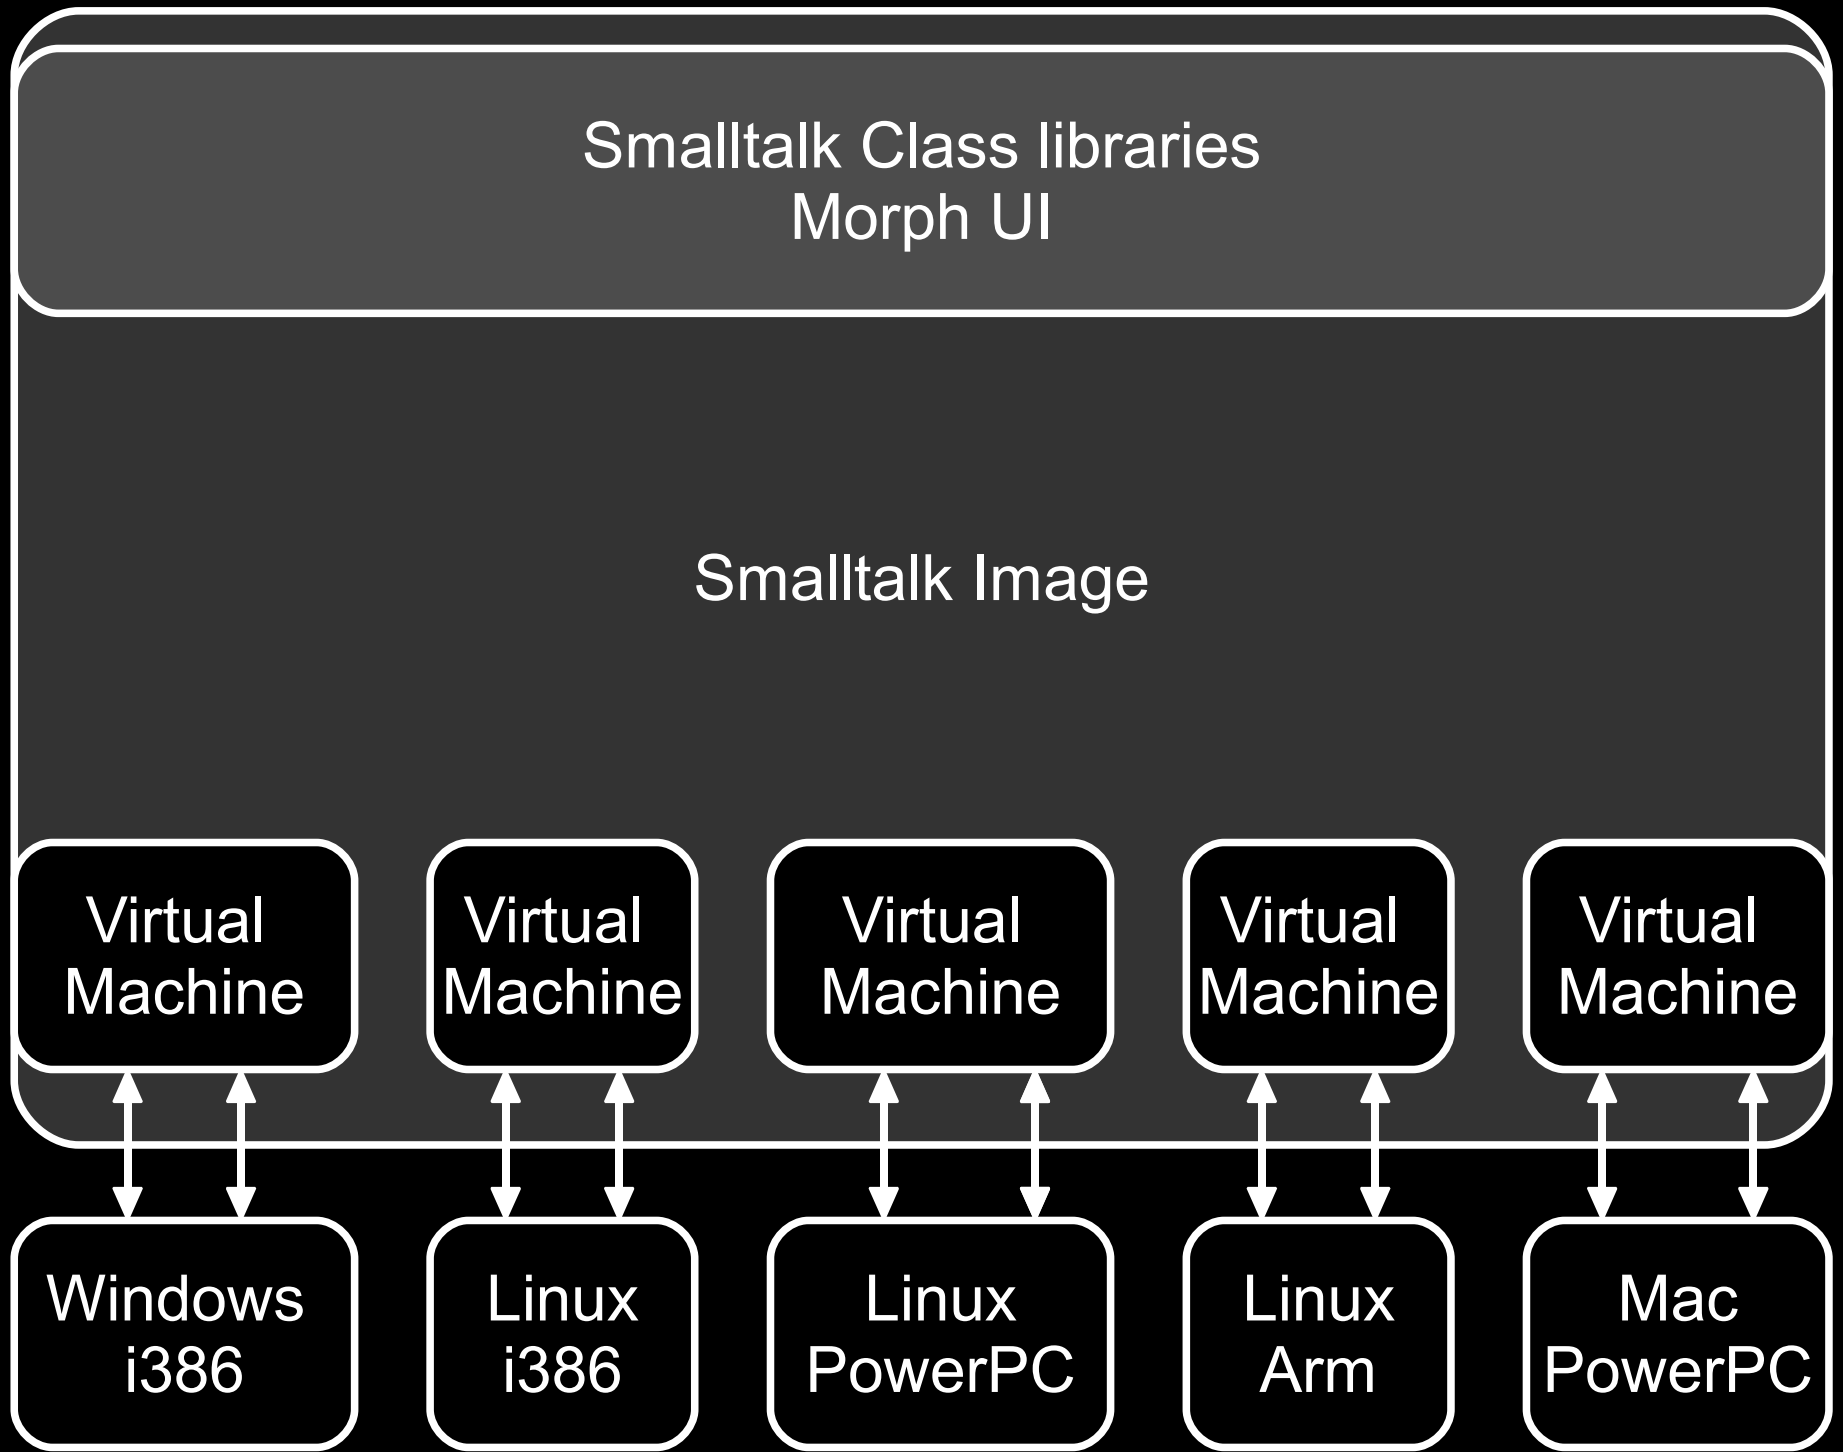 Smalltalk Class libraries
Morph UI
Smalltalk Image
Virtual
Machine
Virtual
Machine
Virtual
Machine
Virtual
Machine
Virtual
Machine
Windows
i386
Linux
i386
Linux
PowerPC
Linux
Arm
Mac
PowerPC